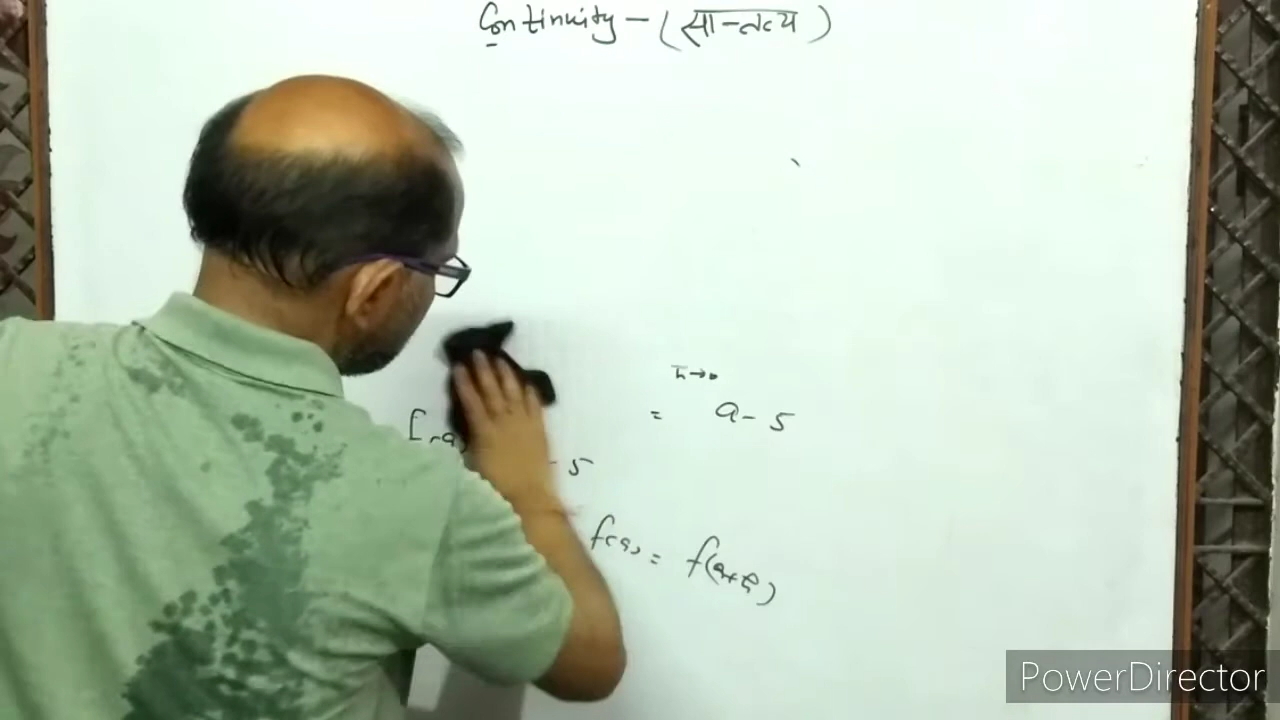 Continuity – (सा-तत्य)
h→0
= a - 5
- 5
f(a) = f(a+h)
PowerDirector